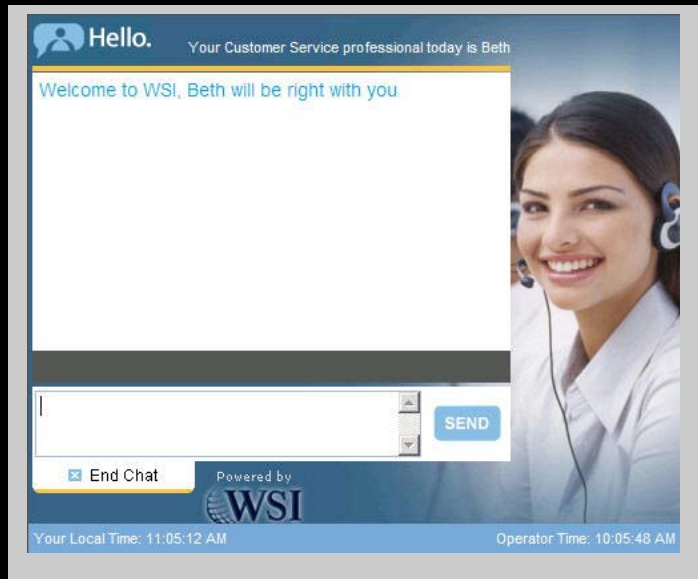 Hello.
Your Customer Service professional today is Beth
Welcome to WSI, Beth will be right with you
SEND
End Chat
Powered by
WSI
Your Local Time: 11:05:12 AM
Operator Time: 10:05:48 AM